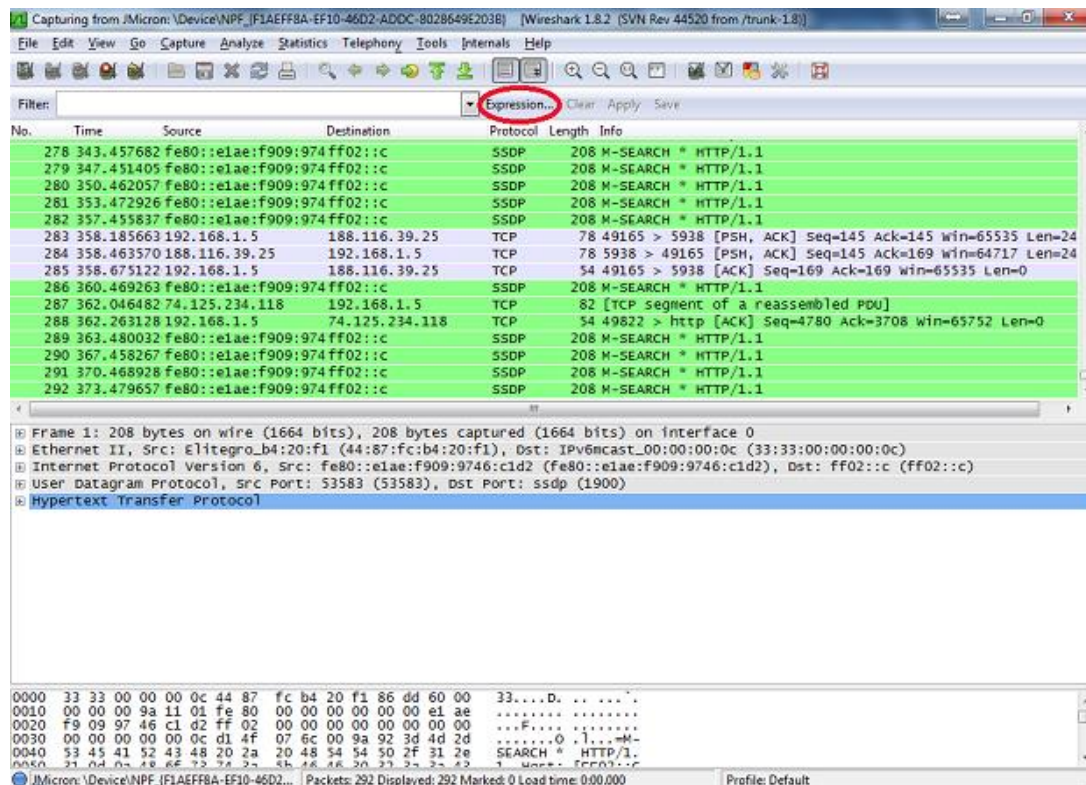 Capturing from JMicron: \Device\NPF_{F1AEFF8A-EF10-46D2-ADDC-8028649E203B} [Wireshark 1.8.2 (SVN Rev 44520 from /trunk-1.8)]
File Edit View Go Capture Analyze Statistics Telephony Tools Internals Help
Filter: Expression... Clear Apply Save
No. Time Source Destination Protocol Length Info
278 343.457682 fe80::e1ae:f909:974 ff02::c SSDP 208 M-SEARCH * HTTP/1.1
279 347.451405 fe80::e1ae:f909:974 ff02::c SSDP 208 M-SEARCH * HTTP/1.1
280 350.462057 fe80::e1ae:f909:974 ff02::c SSDP 208 M-SEARCH * HTTP/1.1
281 353.472926 fe80::e1ae:f909:974 ff02::c SSDP 208 M-SEARCH * HTTP/1.1
282 357.455837 fe80::e1ae:f909:974 ff02::c SSDP 208 M-SEARCH * HTTP/1.1
283 358.185663 192.168.1.5 188.116.39.25 TCP 78 49165 > 5938 [PSH, ACK] Seq=145 Ack=145 Win=65535 Len=24
284 358.463570 188.116.39.25 192.168.1.5 TCP 78 5938 > 49165 [PSH, ACK] Seq=145 Ack=169 Win=64717 Len=24
285 358.675122 192.168.1.5 188.116.39.25 TCP 54 49165 > 5938 [ACK] Seq=169 Ack=169 Win=65535 Len=0
286 360.469263 fe80::e1ae:f909:974 ff02::c SSDP 208 M-SEARCH * HTTP/1.1
287 362.046482 74.125.234.118 192.168.1.5 TCP 82 [TCP segment of a reassembled PDU]
288 362.263128 192.168.1.5 74.125.234.118 TCP 54 49822 > http [ACK] Seq=4780 Ack=3708 Win=65752 Len=0
289 363.480032 fe80::e1ae:f909:974 ff02::c SSDP 208 M-SEARCH * HTTP/1.1
290 367.458267 fe80::e1ae:f909:974 ff02::c SSDP 208 M-SEARCH * HTTP/1.1
291 370.468928 fe80::e1ae:f909:974 ff02::c SSDP 208 M-SEARCH * HTTP/1.1
292 373.479657 fe80::e1ae:f909:974 ff02::c SSDP 208 M-SEARCH * HTTP/1.1
Frame 1: 208 bytes on wire (1664 bits), 208 bytes captured (1664 bits) on interface 0
Ethernet II, Src: Elitegro_b4:20:f1 (44:87:fc:b4:20:f1), Dst: IPv6mcast_00:00:00:0c (33:33:00:00:00:0c)
Internet Protocol Version 6, Src: fe80::e1ae:f909:9746:c1d2 (fe80::e1ae:f909:9746:c1d2), Dst: ff02::c (ff02::c)
User Datagram Protocol, Src Port: 53583 (53583), Dst Port: ssdp (1900)
Hypertext Transfer Protocol
0000 33 33 00 00 00 0c 44 87 fc b4 20 f1 86 dd 60 00 33....D. .. ...`.
0010 00 00 00 9a 11 01 fe 80 00 00 00 00 00 00 e1 ae ........ ........
0020 f9 09 97 46 c1 d2 ff 02 00 00 00 00 00 00 00 00 ...F.... ........
0030 00 00 00 00 00 0c d1 4f 07 6c 00 9a 92 3d 4d 2d .......O .l...=M-
0040 53 45 41 52 43 48 20 2a 20 48 54 54 50 2f 31 2e SEARCH * HTTP/1.
JMicron: \Device\NPF_{F1AEFF8A-EF10-46D2... Packets: 292 Displayed: 292 Marked: 0 Load time: 0:00.000 Profile: Default